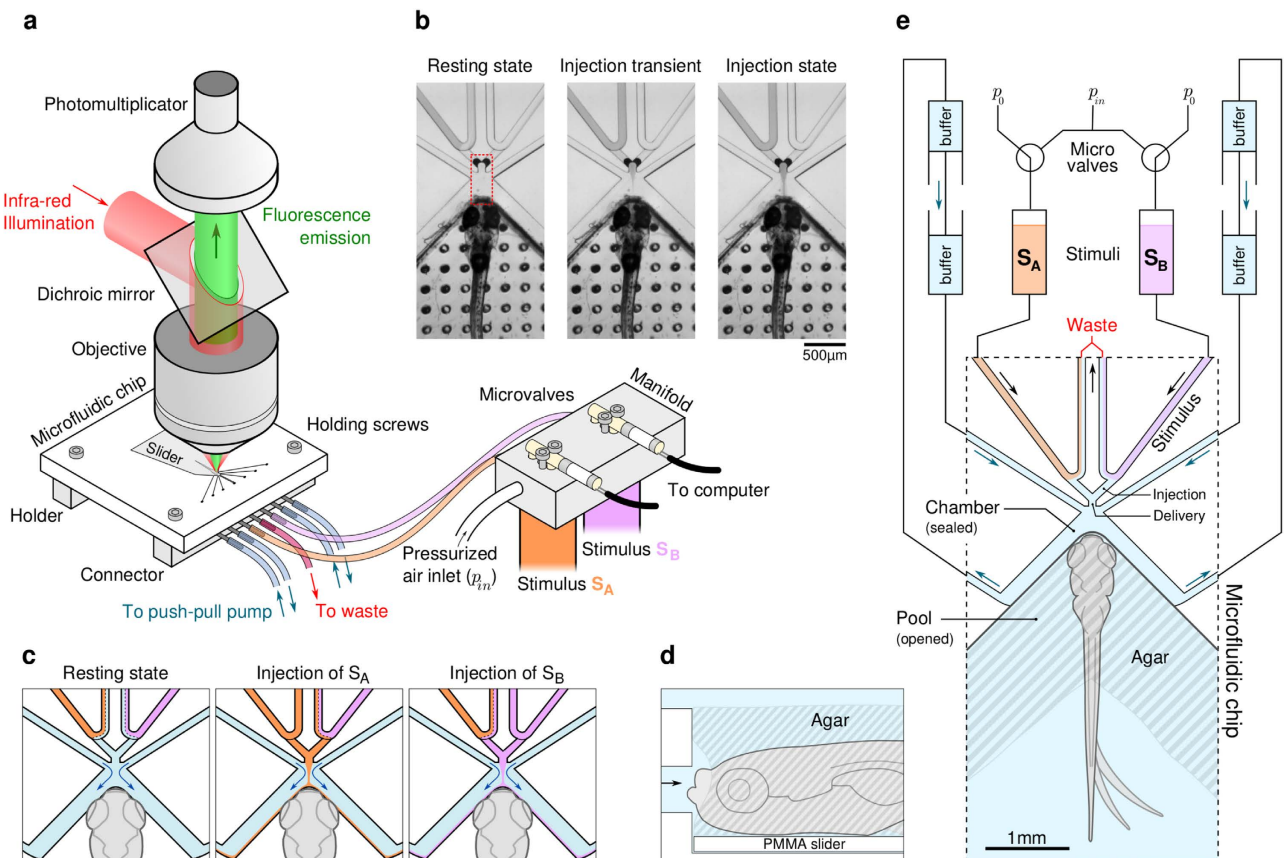 a
Photomultiplicator
Infra-red
Illumination
Fluorescence
emission
Dichroic mirror
Objective
Microfluidic chip
Slider
Holding screws
Holder
Connector
To push-pull pump
To waste
Microvalves
Manifold
To computer
Pressurized
air inlet (p_in)
Stimulus S_B
Stimulus S_A
b
Resting state
Injection transient
Injection state
500µm
c
Resting state
Injection of S_A
Injection of S_B
d
Agar
PMMA slider
e
p_0
p_in
p_0
buffer
buffer
Micro
valves
buffer
buffer
S_A
Stimuli
S_B
Waste
Stimulus
Injection
Delivery
Chamber
(sealed)
Pool
(opened)
Agar
Microfluidic chip
1mm